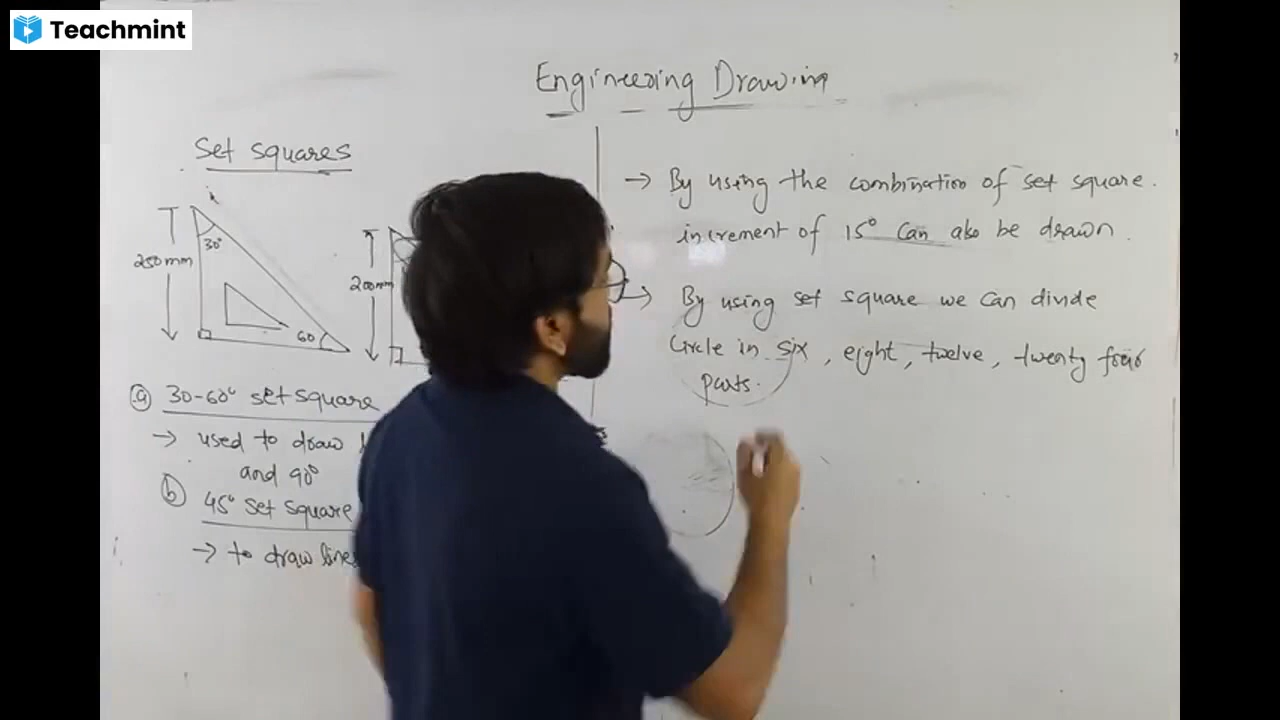 Teachmint
Engineering Drawing
Set squares
30°
250mm
60
200mm
(a) 30-60° set square
→ used to draw
and 90°
(b) 45° set square
→ to draw lines
→ By using the combination of set square.
increment of 15° can also be drawn.
→ By using set square we can divide
Circle in six, eight, twelve, twenty four
parts.